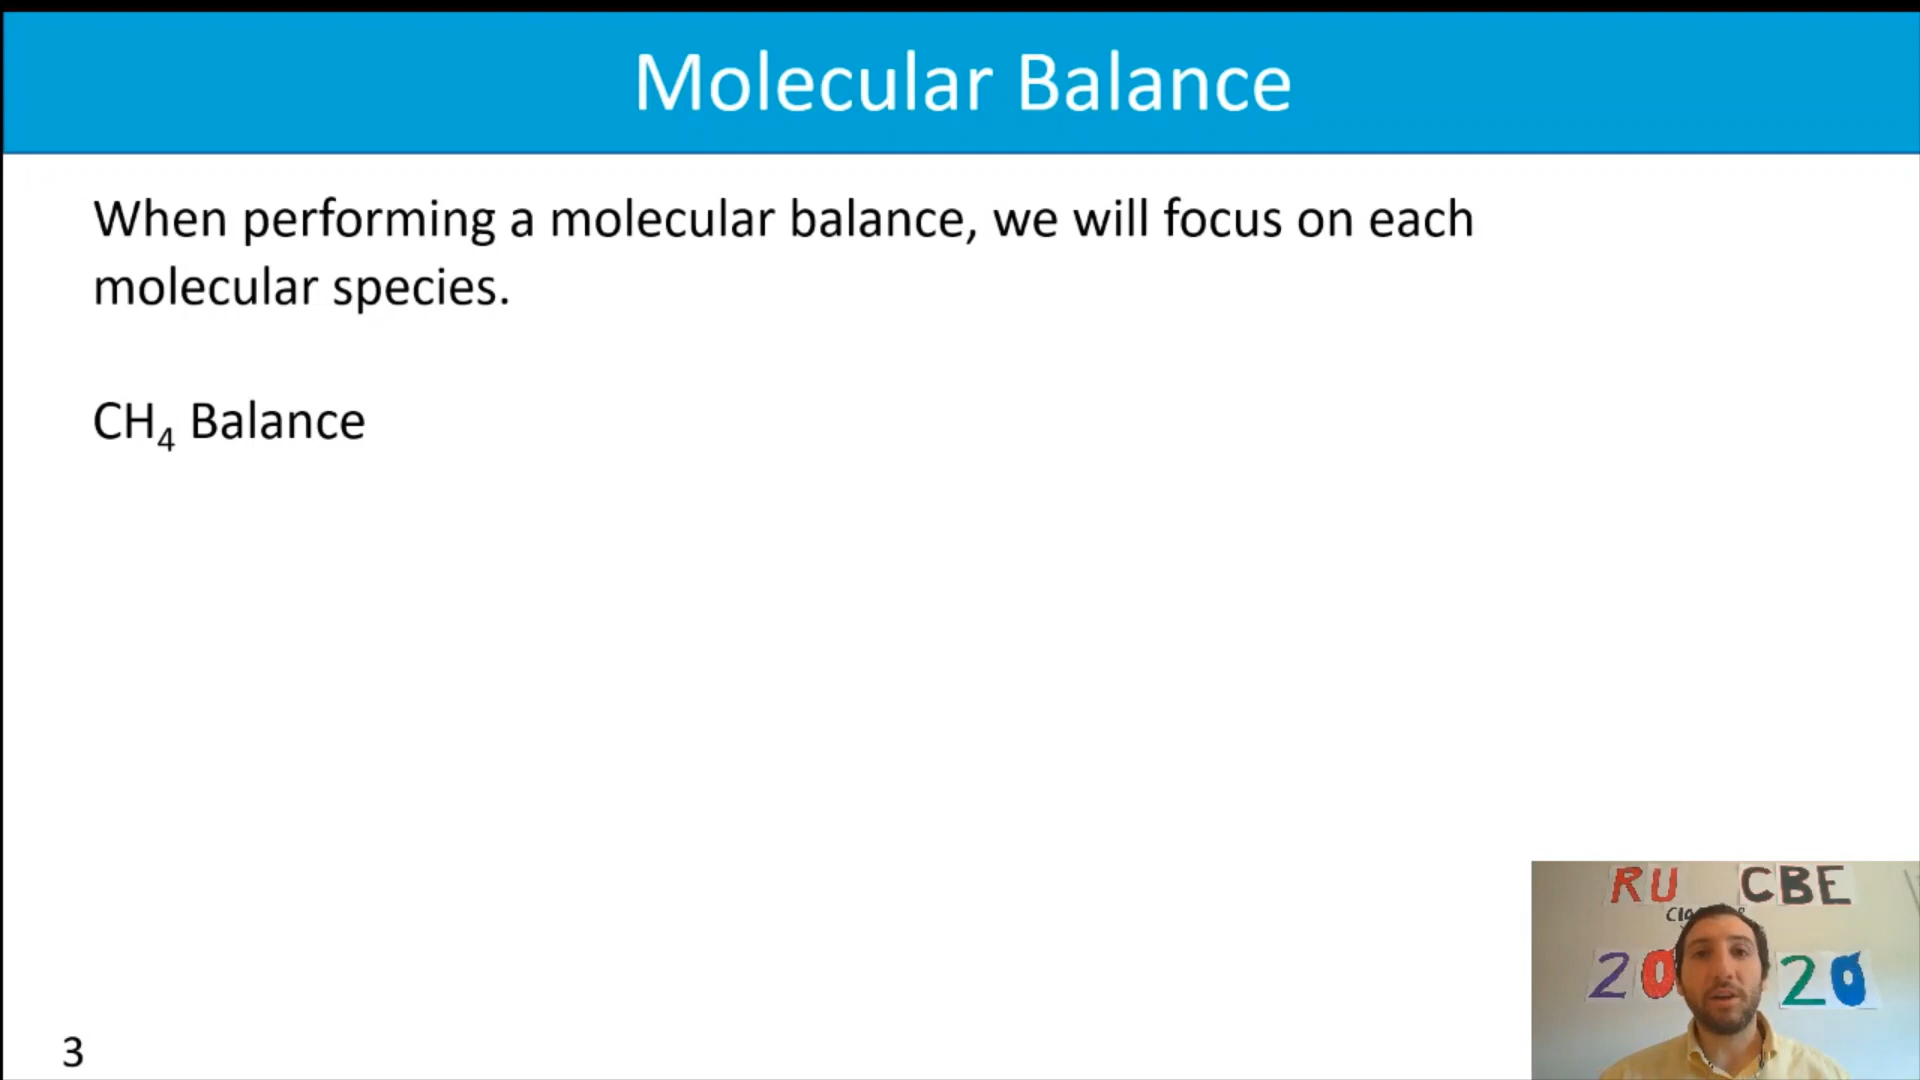 Molecular Balance
When performing a molecular balance, we will focus on each
molecular species.
CH₄ Balance
RU CBE
20 20
3